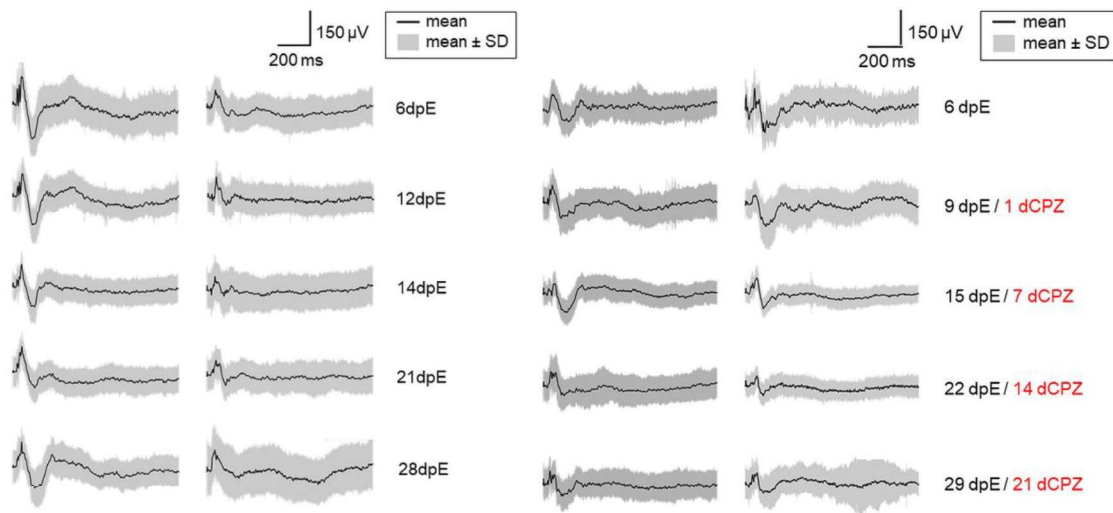 150 µV
200 ms
mean
mean ± SD
6dpE
12dpE
14dpE
21dpE
28dpE
150 µV
200 ms
mean
mean ± SD
6 dpE
9 dpE / 1 dCPZ
15 dpE / 7 dCPZ
22 dpE / 14 dCPZ
29 dpE / 21 dCPZ